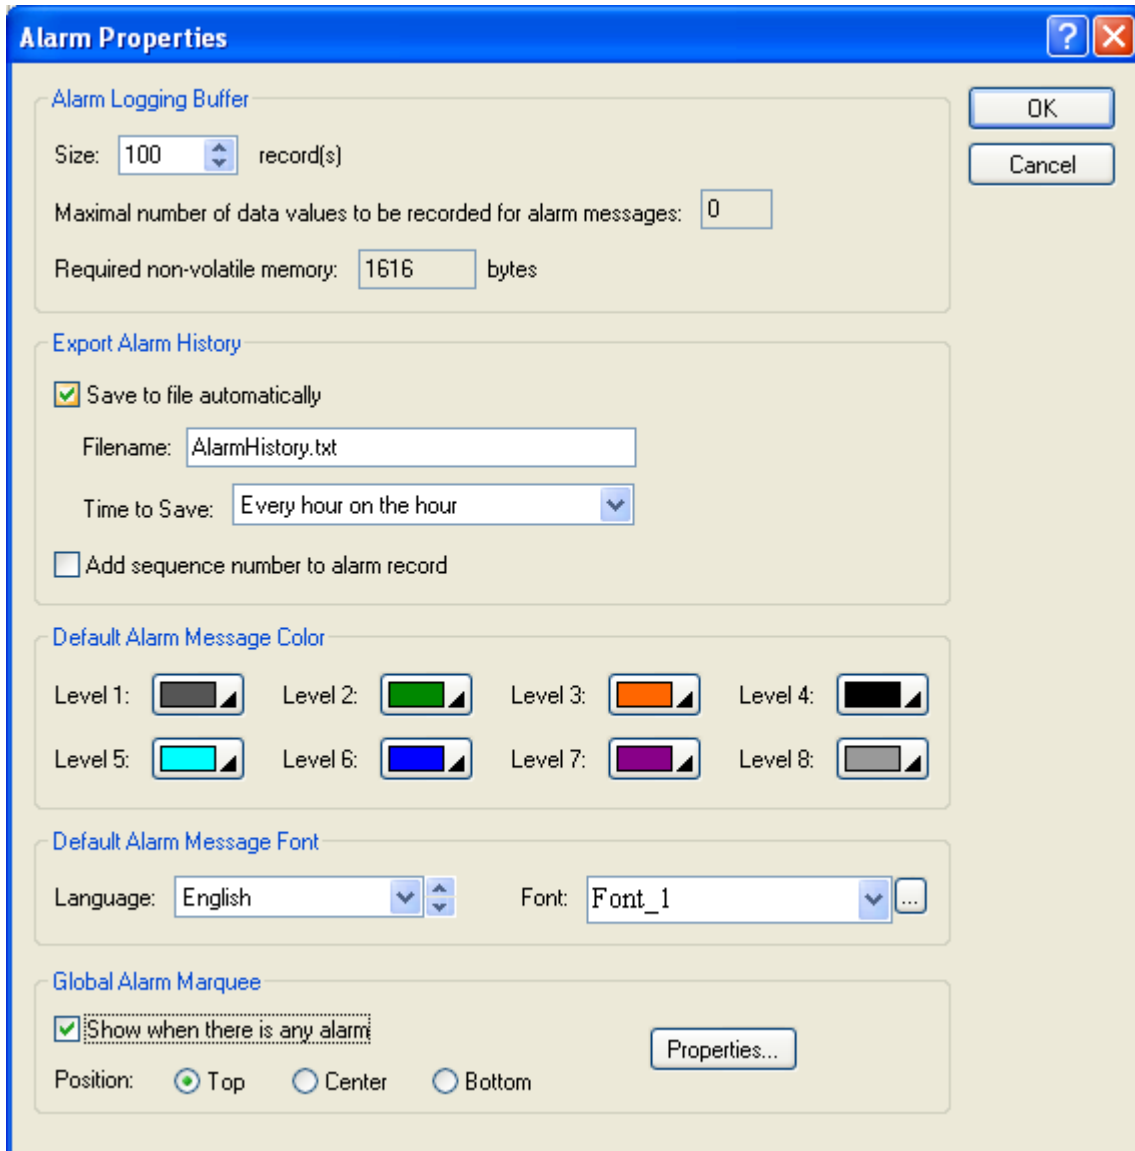 Alarm Properties
Alarm Logging Buffer
OK
Size: 100 record(s)
Cancel
Maximal number of data values to be recorded for alarm messages: 0
Required non-volatile memory: 1616 bytes
Export Alarm History
Save to file automatically
Filename: AlarmHistory.txt
Time to Save: Every hour on the hour
Add sequence number to alarm record
Default Alarm Message Color
Level 1: Level 2: Level 3: Level 4:
Level 5: Level 6: Level 7: Level 8:
Default Alarm Message Font
Language: English Font: Font_1 ...
Global Alarm Marquee
Show when there is any alarm
Properties...
Position: Top Center Bottom